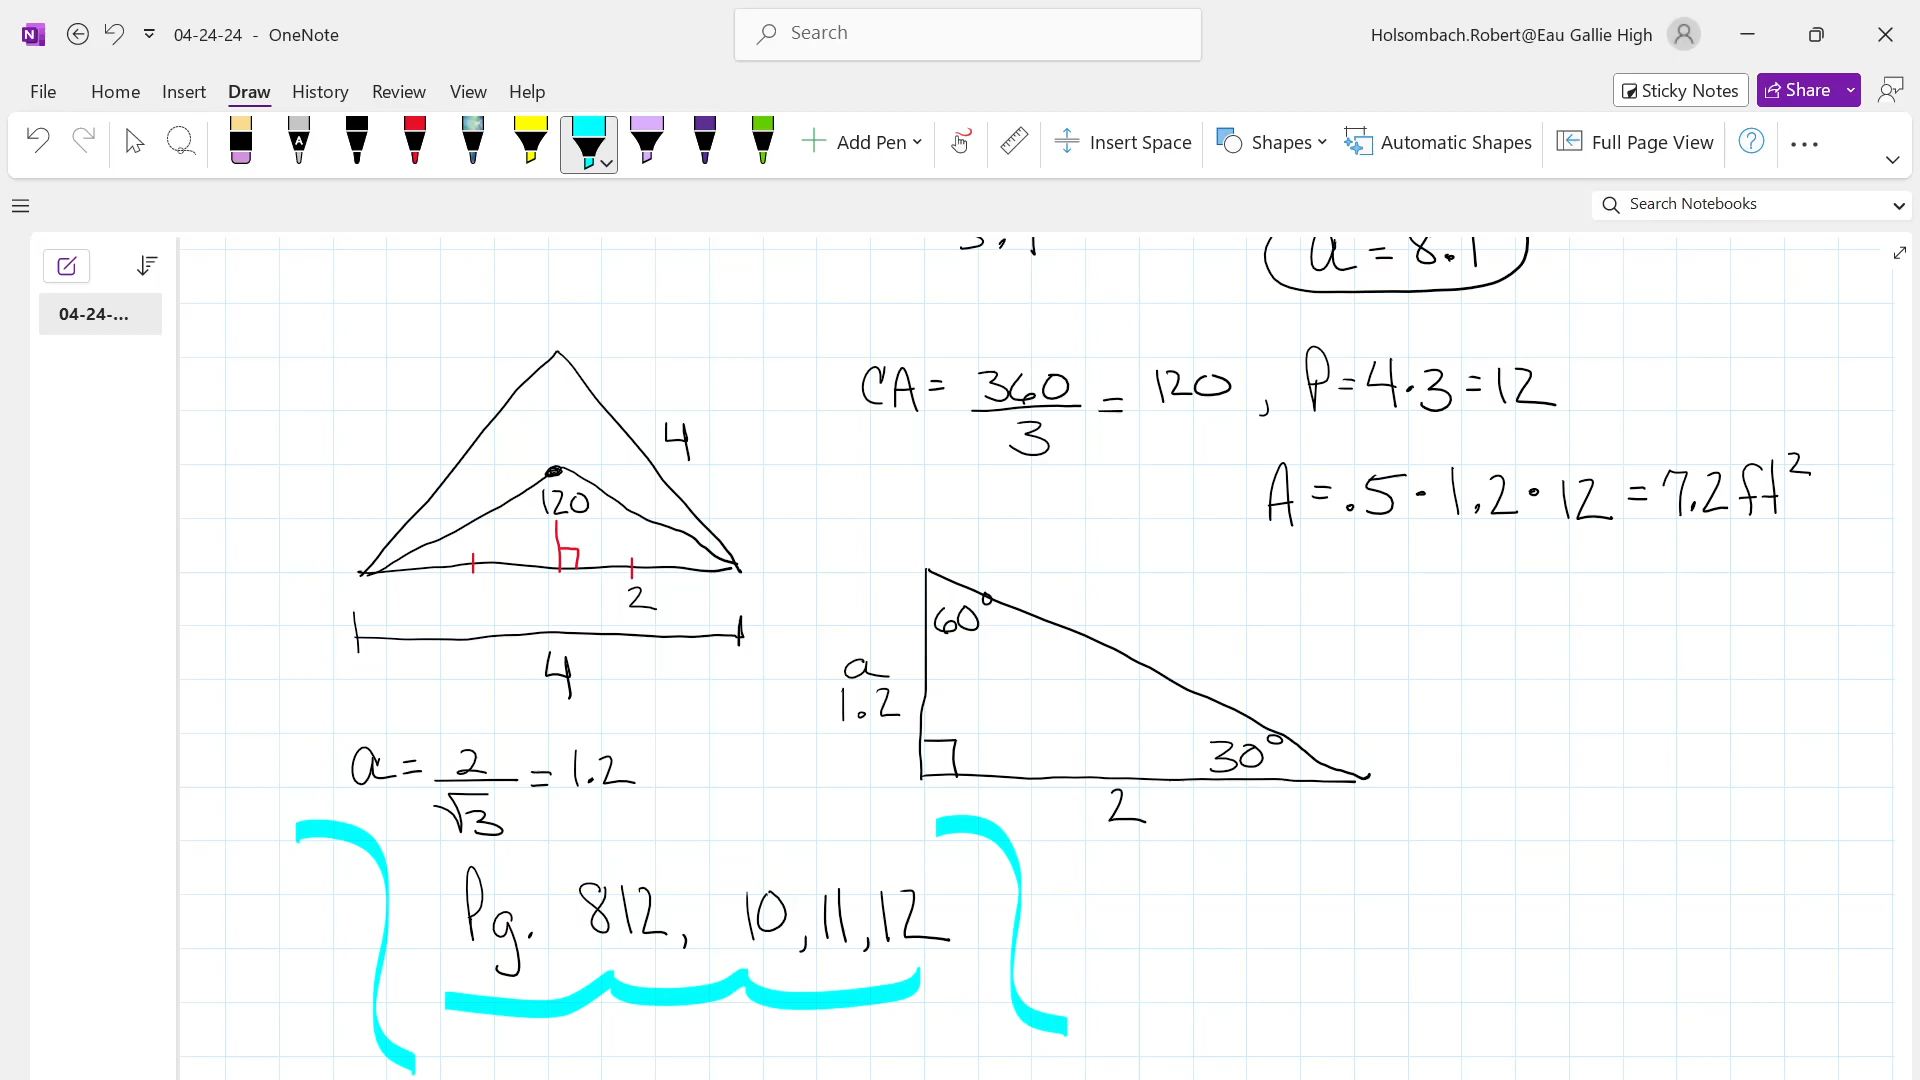 04-24-24 - OneNote
Search
Holsombach.Robert@Eau Gallie High
File Home Insert Draw History Review View Help
Sticky Notes
Share
A
Add Pen
Insert Space
Shapes
Automatic Shapes
Full Page View
Search Notebooks
04-24-...
a = 8.1
CA = 360/3 = 120 , P = 4·3 = 12
4
A = .5 · 1.2 · 12 = 7.2 ft²
120
2
4
60°
a
1.2
30°
2
a = 2/√3 = 1.2
Pg. 812, 10, 11, 12